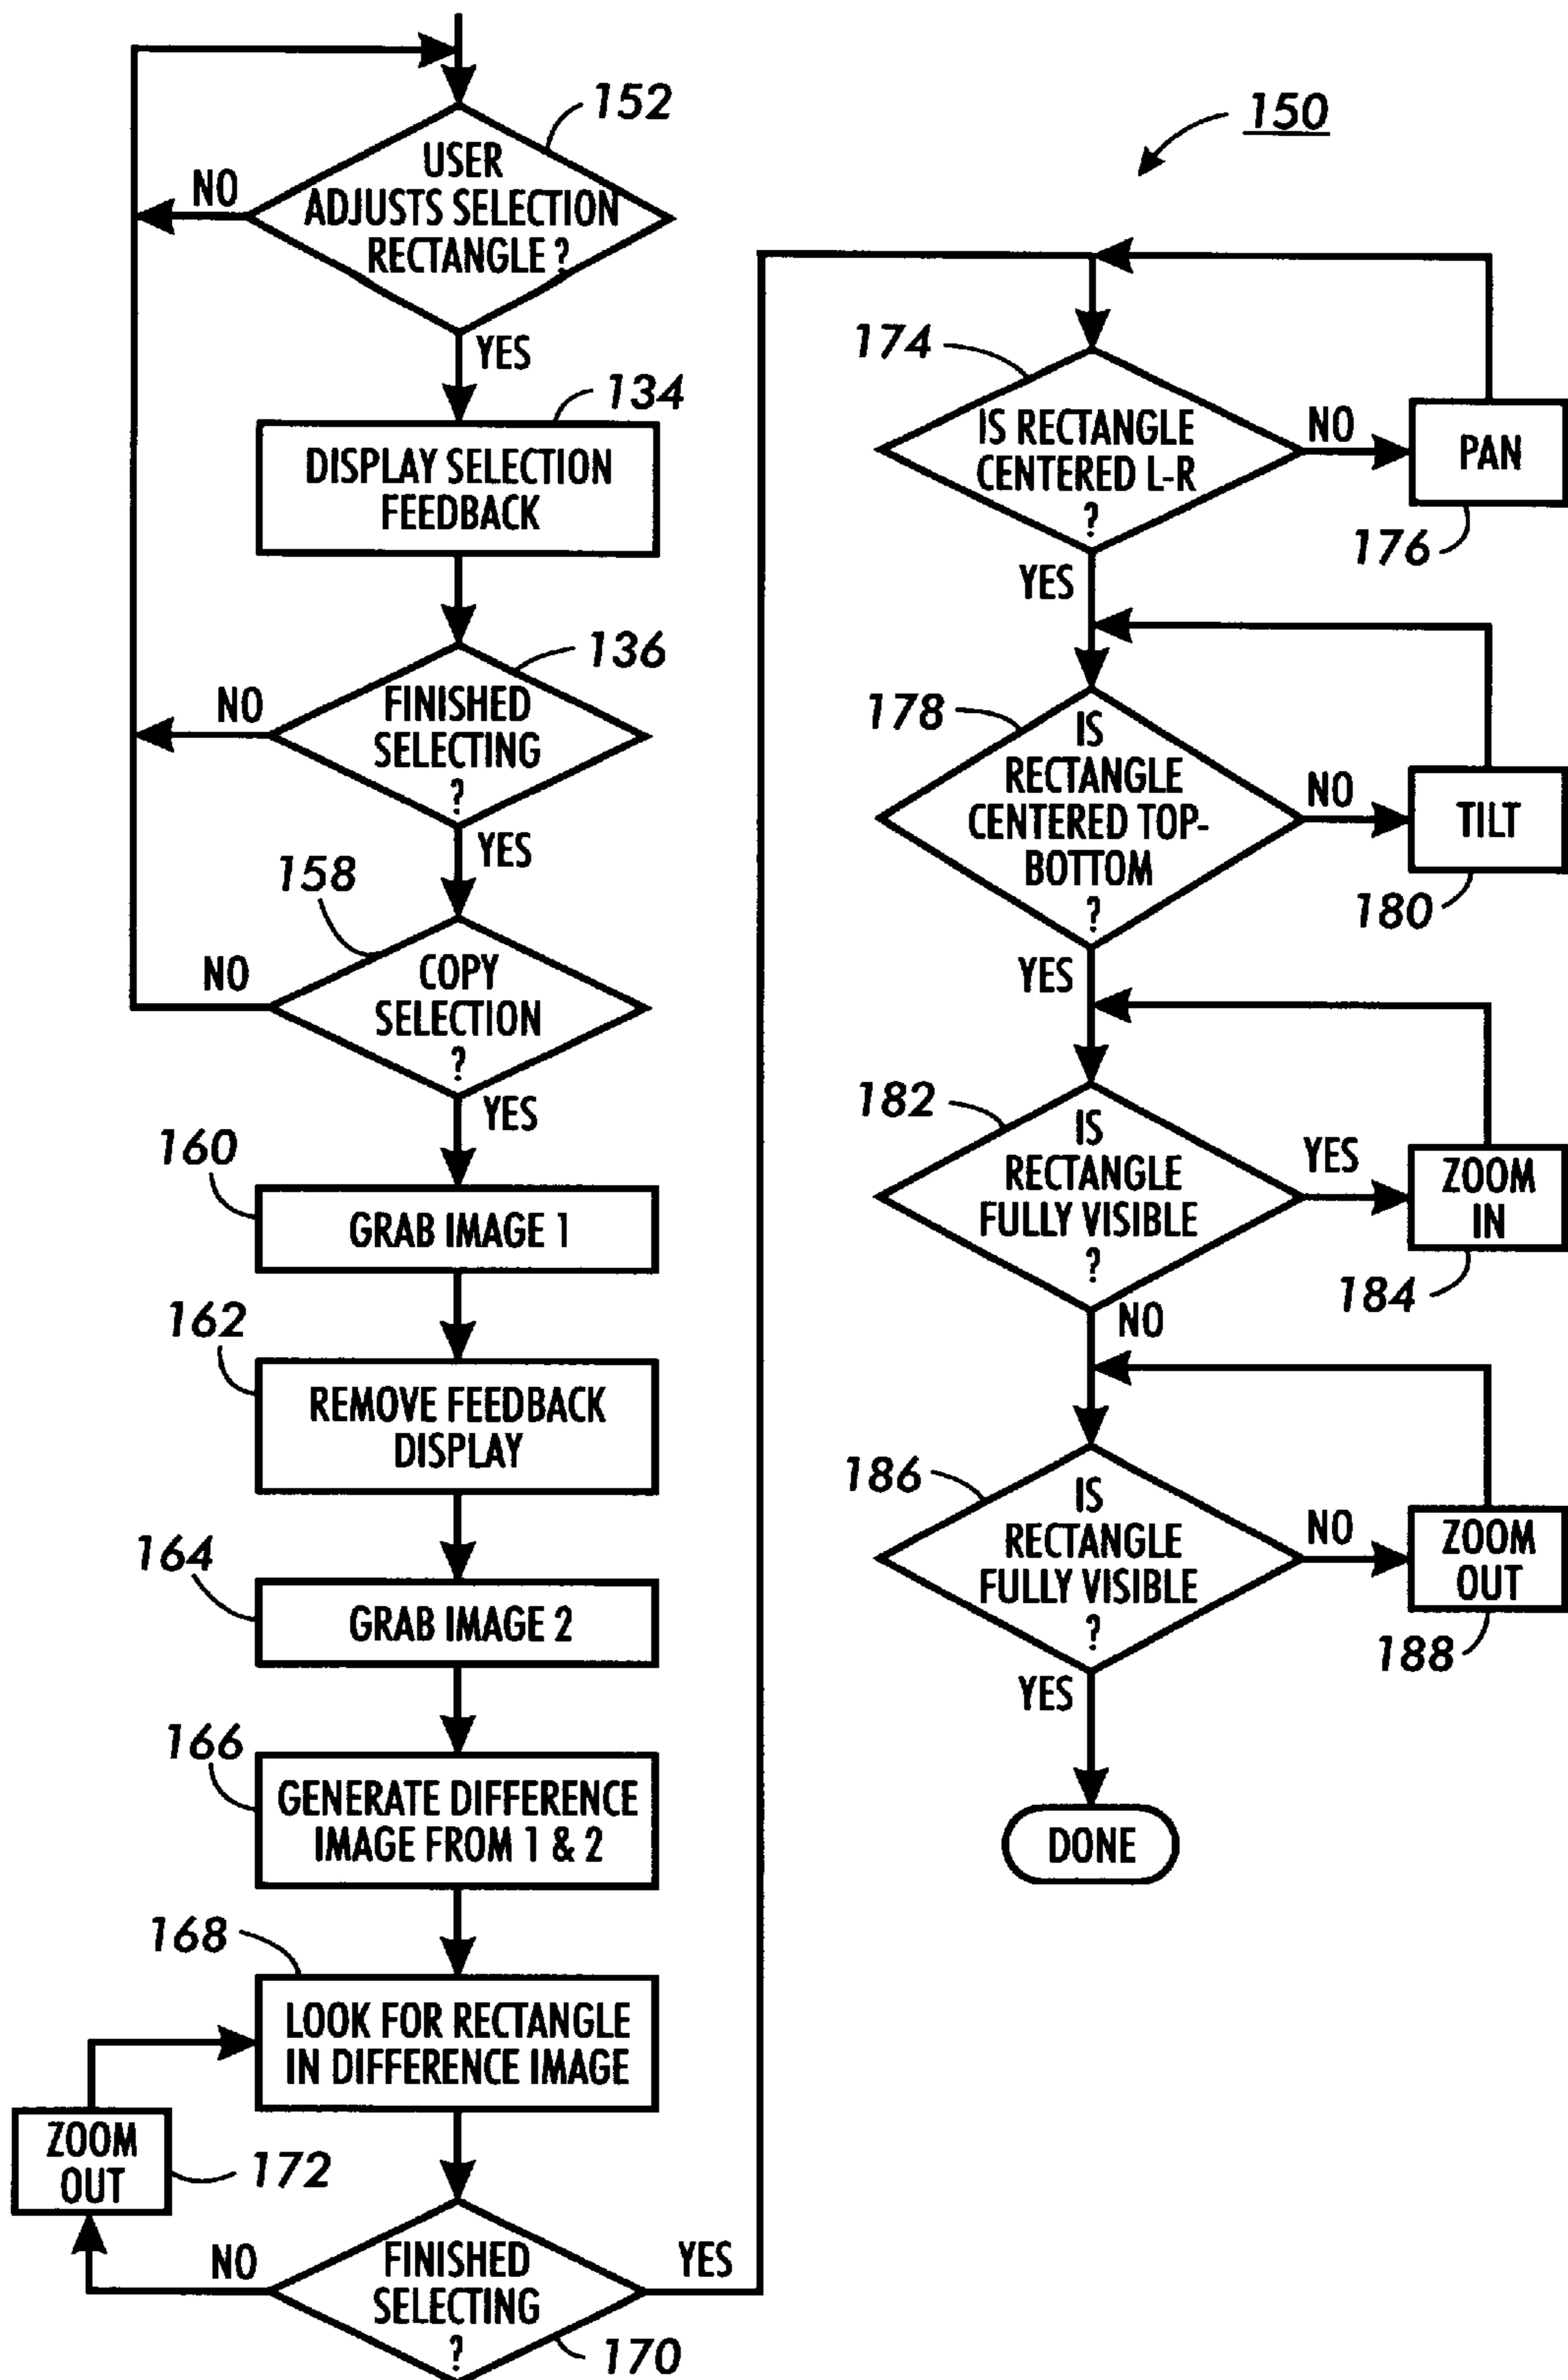 150
152
USER
ADJUSTS SELECTION
RECTANGLE ?
NO
YES
134
DISPLAY SELECTION
FEEDBACK
136
FINISHED
SELECTING
?
NO
YES
158
COPY
SELECTION
?
NO
YES
160
GRAB IMAGE 1
162
REMOVE FEEDBACK
DISPLAY
164
GRAB IMAGE 2
166
GENERATE DIFFERENCE
IMAGE FROM 1 & 2
168
LOOK FOR RECTANGLE
IN DIFFERENCE IMAGE
ZOOM
OUT
172
NO
FINISHED
SELECTING
?
YES
170
174
IS RECTANGLE
CENTERED L-R
?
NO
PAN
176
YES
178
IS
RECTANGLE
CENTERED TOP-
BOTTOM
?
NO
TILT
180
YES
182
IS
RECTANGLE
FULLY VISIBLE
?
YES
ZOOM
IN
184
NO
186
IS
RECTANGLE
FULLY VISIBLE
?
NO
ZOOM
OUT
188
YES
DONE